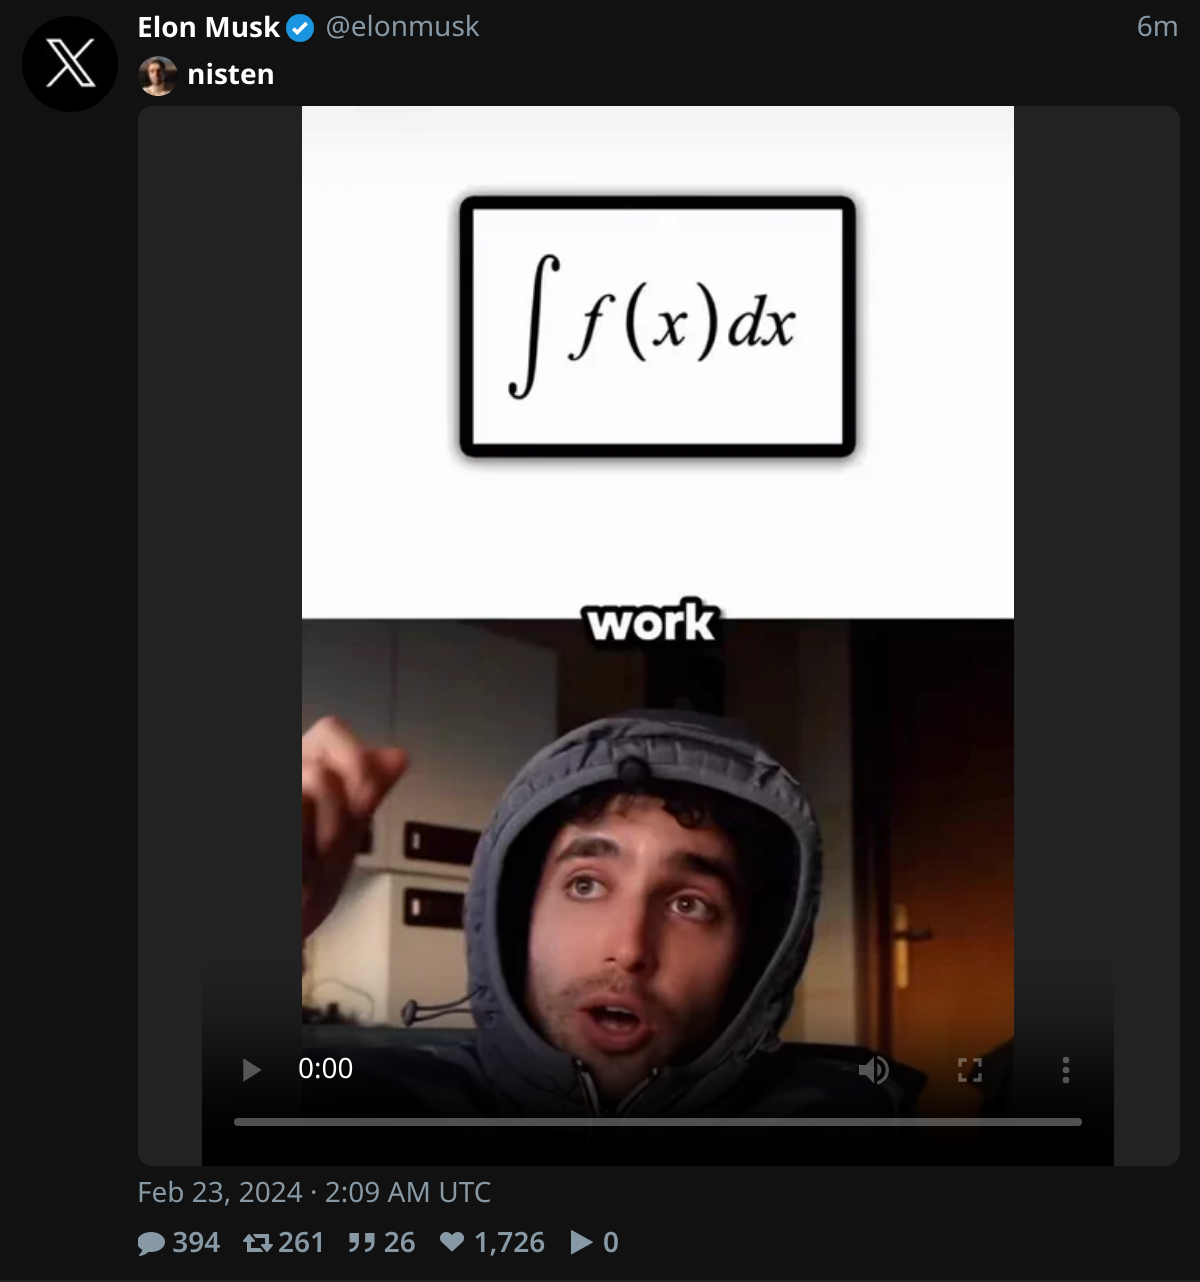 Elon Musk @elonmusk 6m
nisten
∫ f(x)dx
work
0:00
Feb 23, 2024 · 2:09 AM UTC
394 261 26 1,726 0